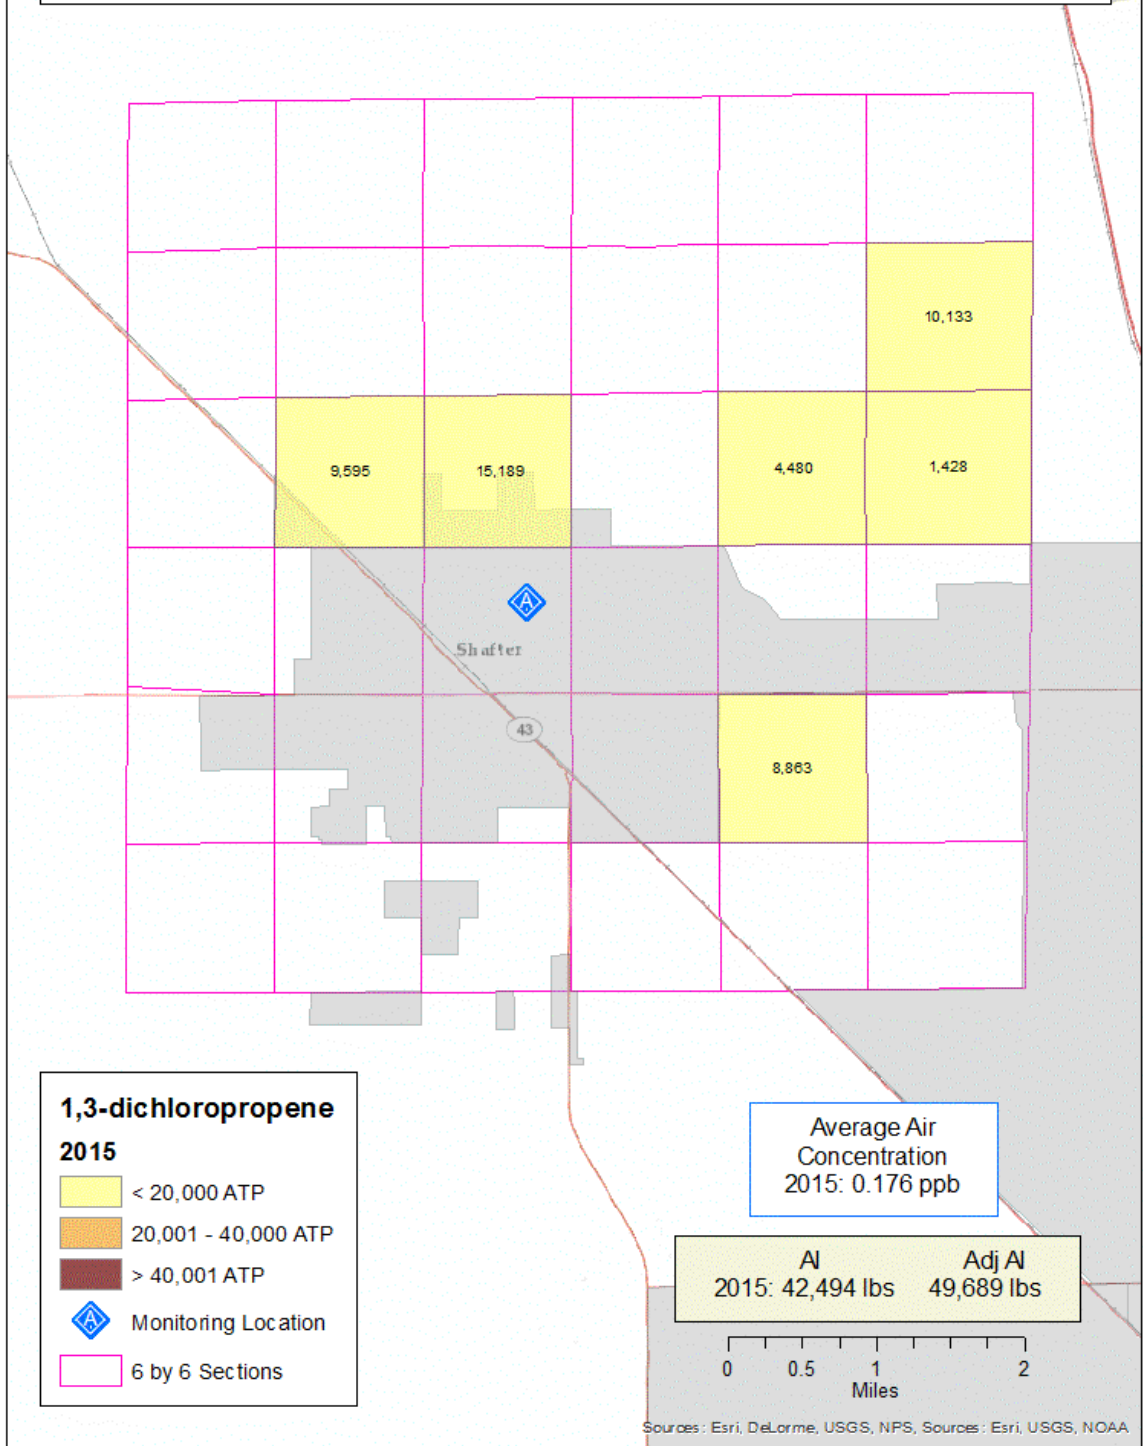 10,133
9,595
15,189
4,480
1,428
A
Shafter
43
8,863
1,3-dichloropropene
2015
< 20,000 ATP
20,001 - 40,000 ATP
> 40,001 ATP
A
Monitoring Location
6 by 6 Sections
Average Air
Concentration
2015: 0.176 ppb
AI Adj AI
2015: 42,494 lbs 49,689 lbs
0 0.5 1 2
Miles
Sources: Esri, DeLorme, USGS, NPS, Sources: Esri, USGS, NOAA